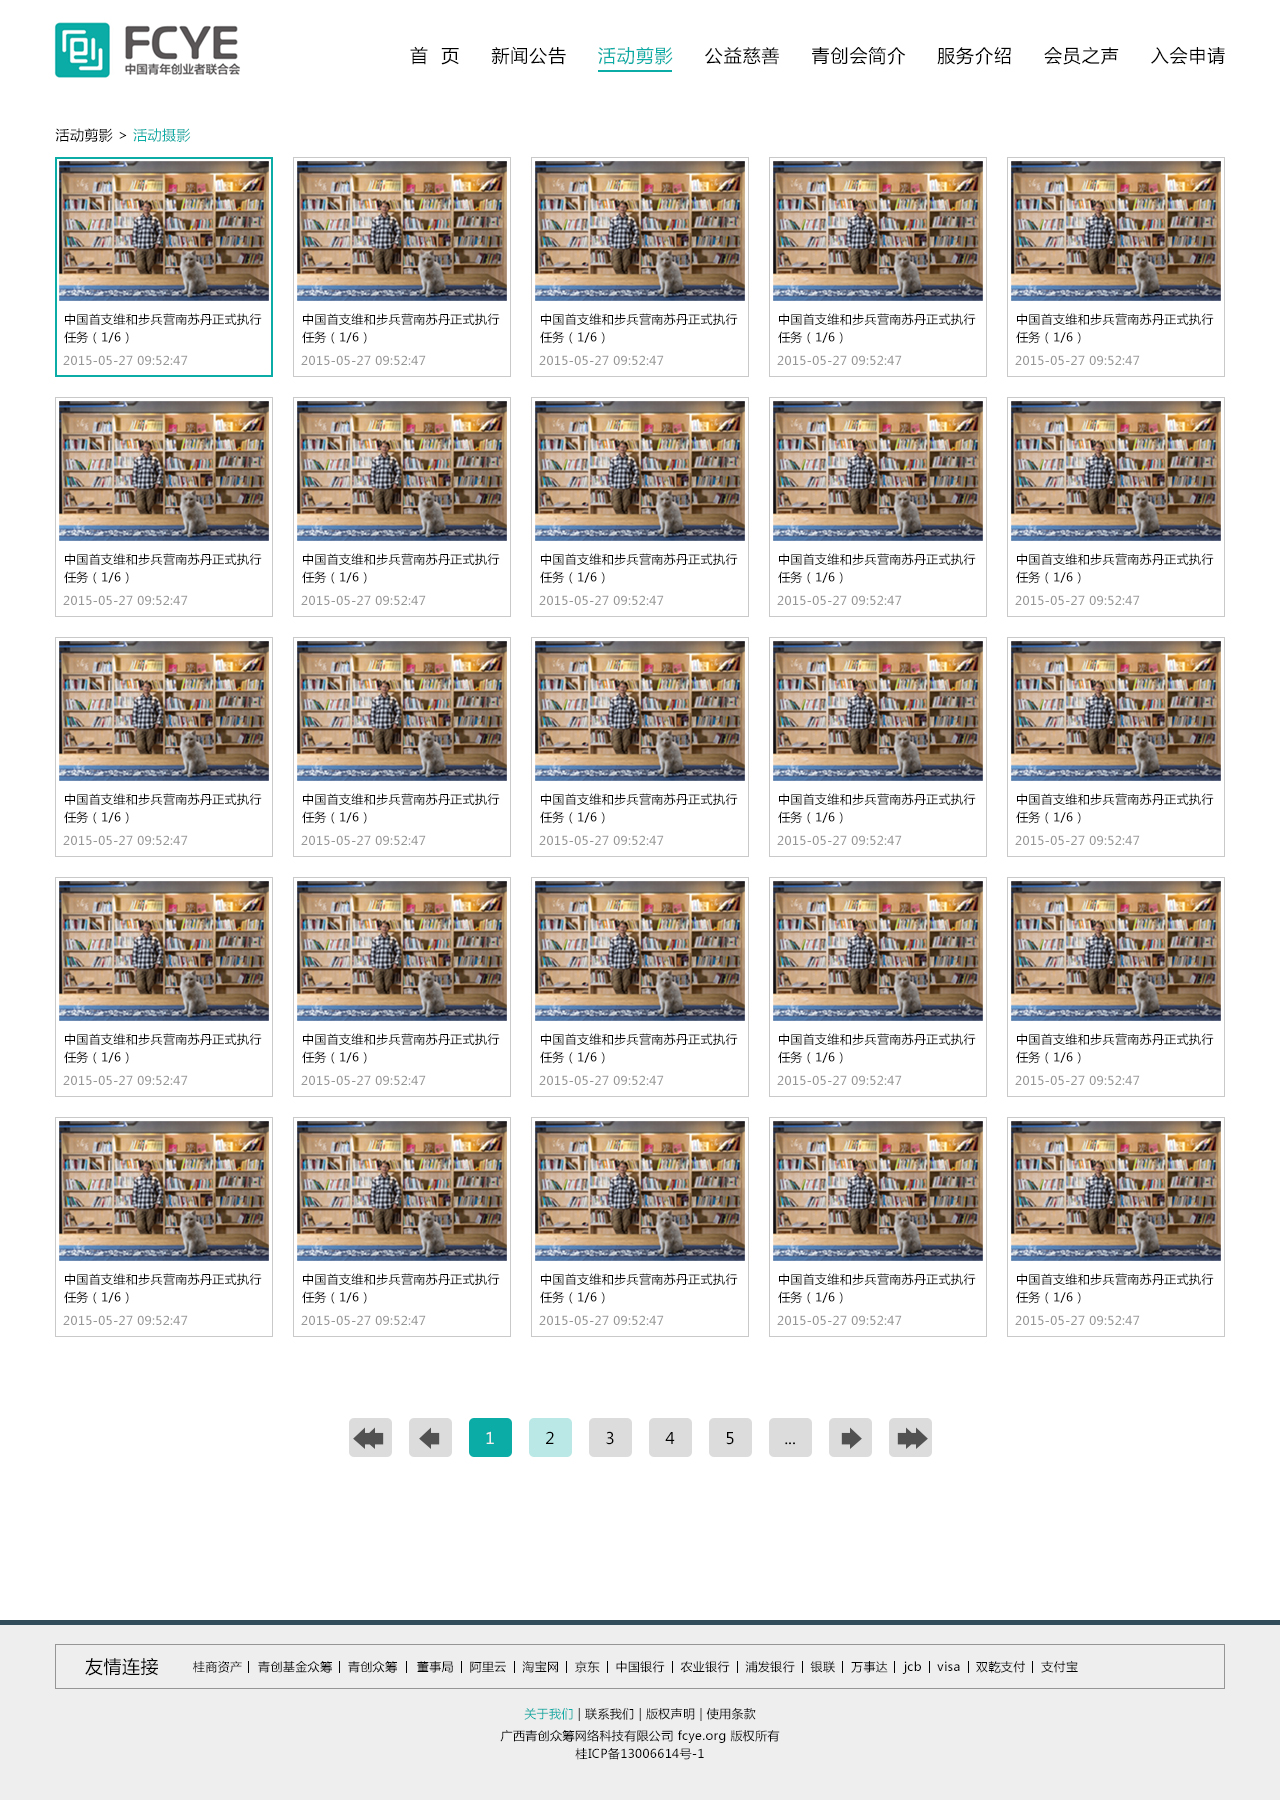 FCYE
中国青年创业者联合会
首 页 新闻公告 活动剪影 公益慈善 青创会简介 服务介绍 会员之声 入会申请
活动剪影 > 活动摄影
中国首支维和步兵营南苏丹正式执行 中国首支维和步兵营南苏丹正式执行 中国首支维和步兵营南苏丹正式执行 中国首支维和步兵营南苏丹正式执行 中国首支维和步兵营南苏丹正式执行
任务（1/6） 任务（1/6） 任务（1/6） 任务（1/6） 任务（1/6）
2015-05-27 09:52:47 2015-05-27 09:52:47 2015-05-27 09:52:47 2015-05-27 09:52:47 2015-05-27 09:52:47
中国首支维和步兵营南苏丹正式执行 中国首支维和步兵营南苏丹正式执行 中国首支维和步兵营南苏丹正式执行 中国首支维和步兵营南苏丹正式执行 中国首支维和步兵营南苏丹正式执行
任务（1/6） 任务（1/6） 任务（1/6） 任务（1/6） 任务（1/6）
2015-05-27 09:52:47 2015-05-27 09:52:47 2015-05-27 09:52:47 2015-05-27 09:52:47 2015-05-27 09:52:47
中国首支维和步兵营南苏丹正式执行 中国首支维和步兵营南苏丹正式执行 中国首支维和步兵营南苏丹正式执行 中国首支维和步兵营南苏丹正式执行 中国首支维和步兵营南苏丹正式执行
任务（1/6） 任务（1/6） 任务（1/6） 任务（1/6） 任务（1/6）
2015-05-27 09:52:47 2015-05-27 09:52:47 2015-05-27 09:52:47 2015-05-27 09:52:47 2015-05-27 09:52:47
中国首支维和步兵营南苏丹正式执行 中国首支维和步兵营南苏丹正式执行 中国首支维和步兵营南苏丹正式执行 中国首支维和步兵营南苏丹正式执行 中国首支维和步兵营南苏丹正式执行
任务（1/6） 任务（1/6） 任务（1/6） 任务（1/6） 任务（1/6）
2015-05-27 09:52:47 2015-05-27 09:52:47 2015-05-27 09:52:47 2015-05-27 09:52:47 2015-05-27 09:52:47
中国首支维和步兵营南苏丹正式执行 中国首支维和步兵营南苏丹正式执行 中国首支维和步兵营南苏丹正式执行 中国首支维和步兵营南苏丹正式执行 中国首支维和步兵营南苏丹正式执行
任务（1/6） 任务（1/6） 任务（1/6） 任务（1/6） 任务（1/6）
2015-05-27 09:52:47 2015-05-27 09:52:47 2015-05-27 09:52:47 2015-05-27 09:52:47 2015-05-27 09:52:47
1 2 3 4 5 ...
友情连接 桂商资产 | 青创基金众筹 | 青创众筹 | 董事局 | 阿里云 | 淘宝网 | 京东 | 中国银行 | 农业银行 | 浦发银行 | 银联 | 万事达 | jcb | visa | 双乾支付 | 支付宝
关于我们 | 联系我们 | 版权声明 | 使用条款
广西青创众筹网络科技有限公司 fcye.org 版权所有
桂ICP备13006614号-1